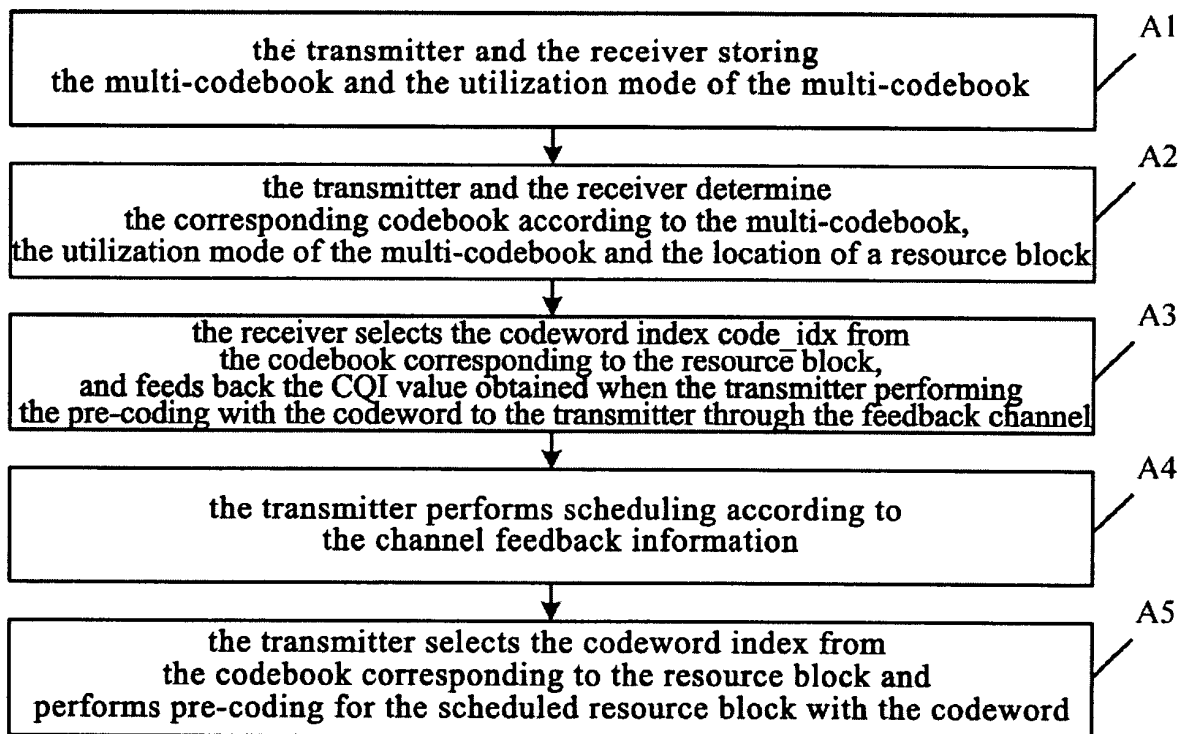 A1
the transmitter and the receiver storing
the multi-codebook and the utilization mode of the multi-codebook
A2
the transmitter and the receiver determine
the corresponding codebook according to the multi-codebook,
the utilization mode of the multi-codebook and the location of a resource block
A3
the receiver selects the codeword index code_idx from
the codebook corresponding to the resource block,
and feeds back the CQI value obtained when the transmitter performing
the pre-coding with the codeword to the transmitter through the feedback channel
A4
the transmitter performs scheduling according to
the channel feedback information
A5
the transmitter selects the codeword index from
the codebook corresponding to the resource block and
performs pre-coding for the scheduled resource block with the codeword